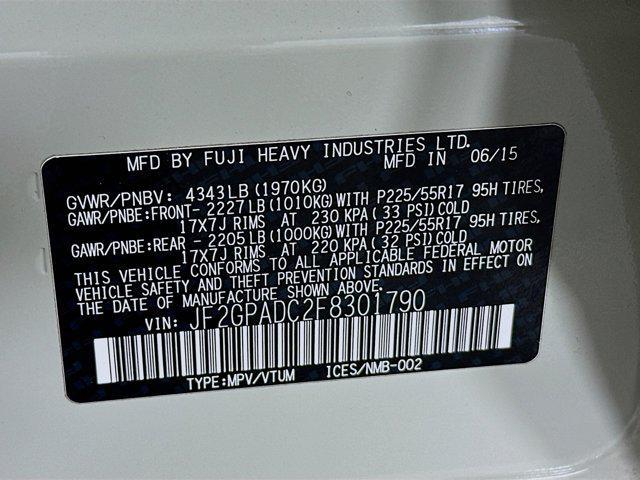 MFD BY FUJI HEAVY INDUSTRIES LTD.
MFD IN 06/15
GVWR/PNBV: 4343LB(1970KG)
GAWR/PNBE:FRONT- 2227LB(1010KG)WITH P225/55R17 95H TIRES,
17X7J RIMS AT 230 KPA(33 PSI)COLD
GAWR/PNBE:REAR - 2205LB(1000KG)WITH P225/55R17 95H TIRES,
17X7J RIMS AT 220 KPA(32 PSI)COLD
THIS VEHICLE CONFORMS TO ALL APPLICABLE FEDERAL MOTOR
VEHICLE SAFETY AND THEFT PREVENTION STANDARDS IN EFFECT ON
THE DATE OF MANUFACTURE SHOWN ABOVE.
VIN: JF2GPADC2F8301790
TYPE:MPV/VTUM ICES/NMB-002